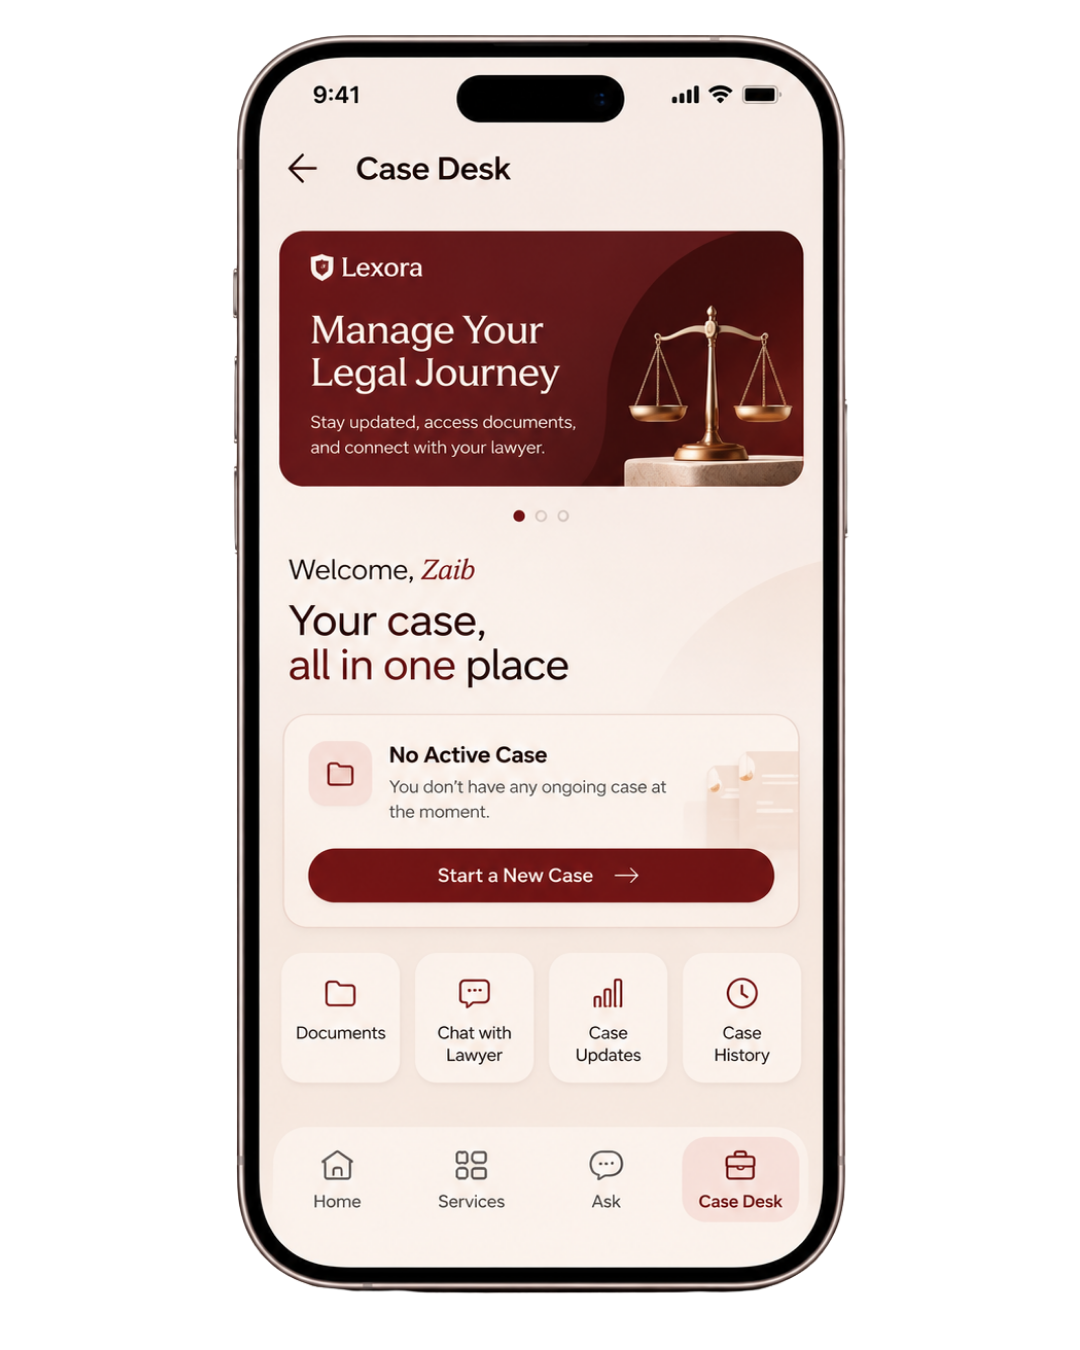 9:41
Case Desk
Lexora
Manage Your
Legal Journey
Stay updated, access documents,
and connect with your lawyer.
Welcome, Zaib
Your case,
all in one place
No Active Case
You don't have any ongoing case at
the moment.
Start a New Case
Documents
Chat with
Lawyer
Case
Updates
Case
History
Home
Services
Ask
Case Desk